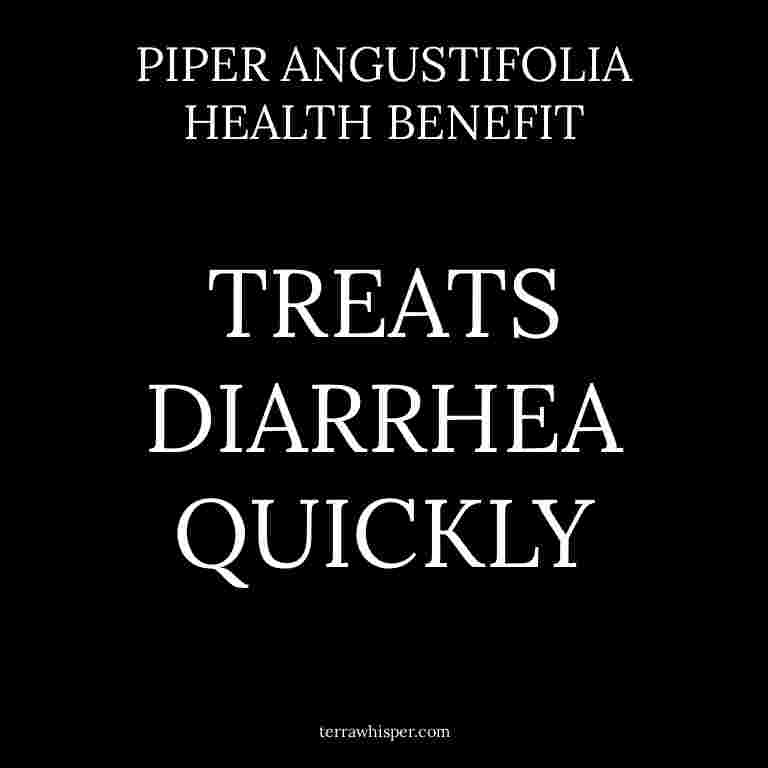 PIPER ANGUSTIFOLIA
HEALTH BENEFIT
TREATS
DIARRHEA
QUICKLY
terrawhisper.com